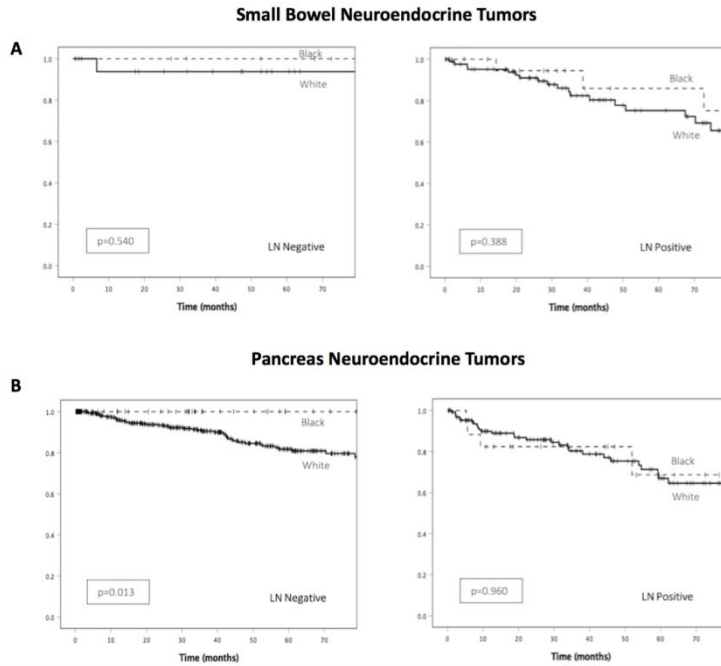 Small Bowel Neuroendocrine Tumors
A
1.0
0.8
0.6
0.4
0.2
0.0
Black
White
p=0.540
LN Negative
0 10 20 30 40 50 60 70
Time (months)
1.0
0.8
0.6
0.4
0.2
0.0
Black
White
p=0.388
LN Positive
0 10 20 30 40 50 60 70
Time (months)
Pancreas Neuroendocrine Tumors
B
1.0
0.8
0.6
0.4
0.2
0.0
Black
White
p=0.013
LN Negative
0 10 20 30 40 50 60 70
Time (months)
1.0
0.8
0.6
0.4
0.2
0.0
Black
White
p=0.960
LN Positive
0 10 20 30 40 50 60 70
Time (months)